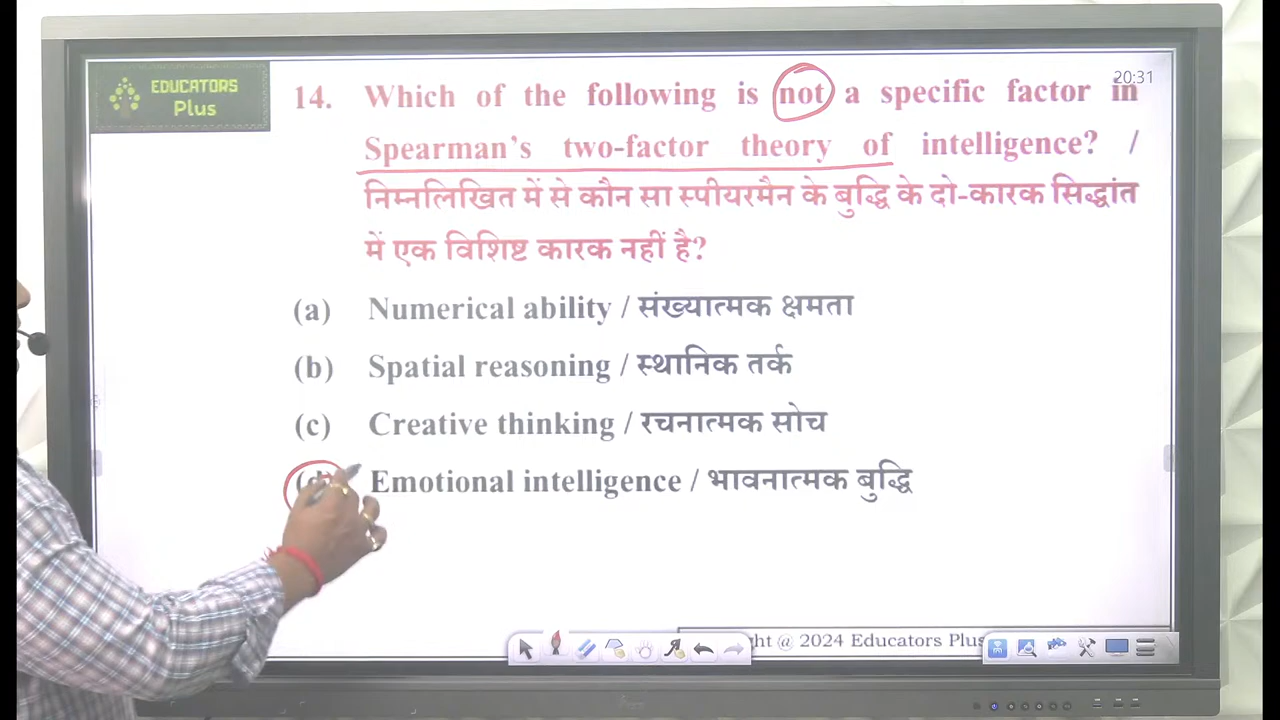 EDUCATORS
Plus
20:31
14. Which of the following is not a specific factor in
Spearman's two-factor theory of intelligence? /
निम्नलिखित में से कौन सा स्पीयरमैन के बुद्धि के दो-कारक सिद्धांत
में एक विशिष्ट कारक नहीं है?
(a) Numerical ability / संख्यात्मक क्षमता
(b) Spatial reasoning / स्थानिक तर्क
(c) Creative thinking / रचनात्मक सोच
(d) Emotional intelligence / भावनात्मक बुद्धि
@ 2024 Educators Plus